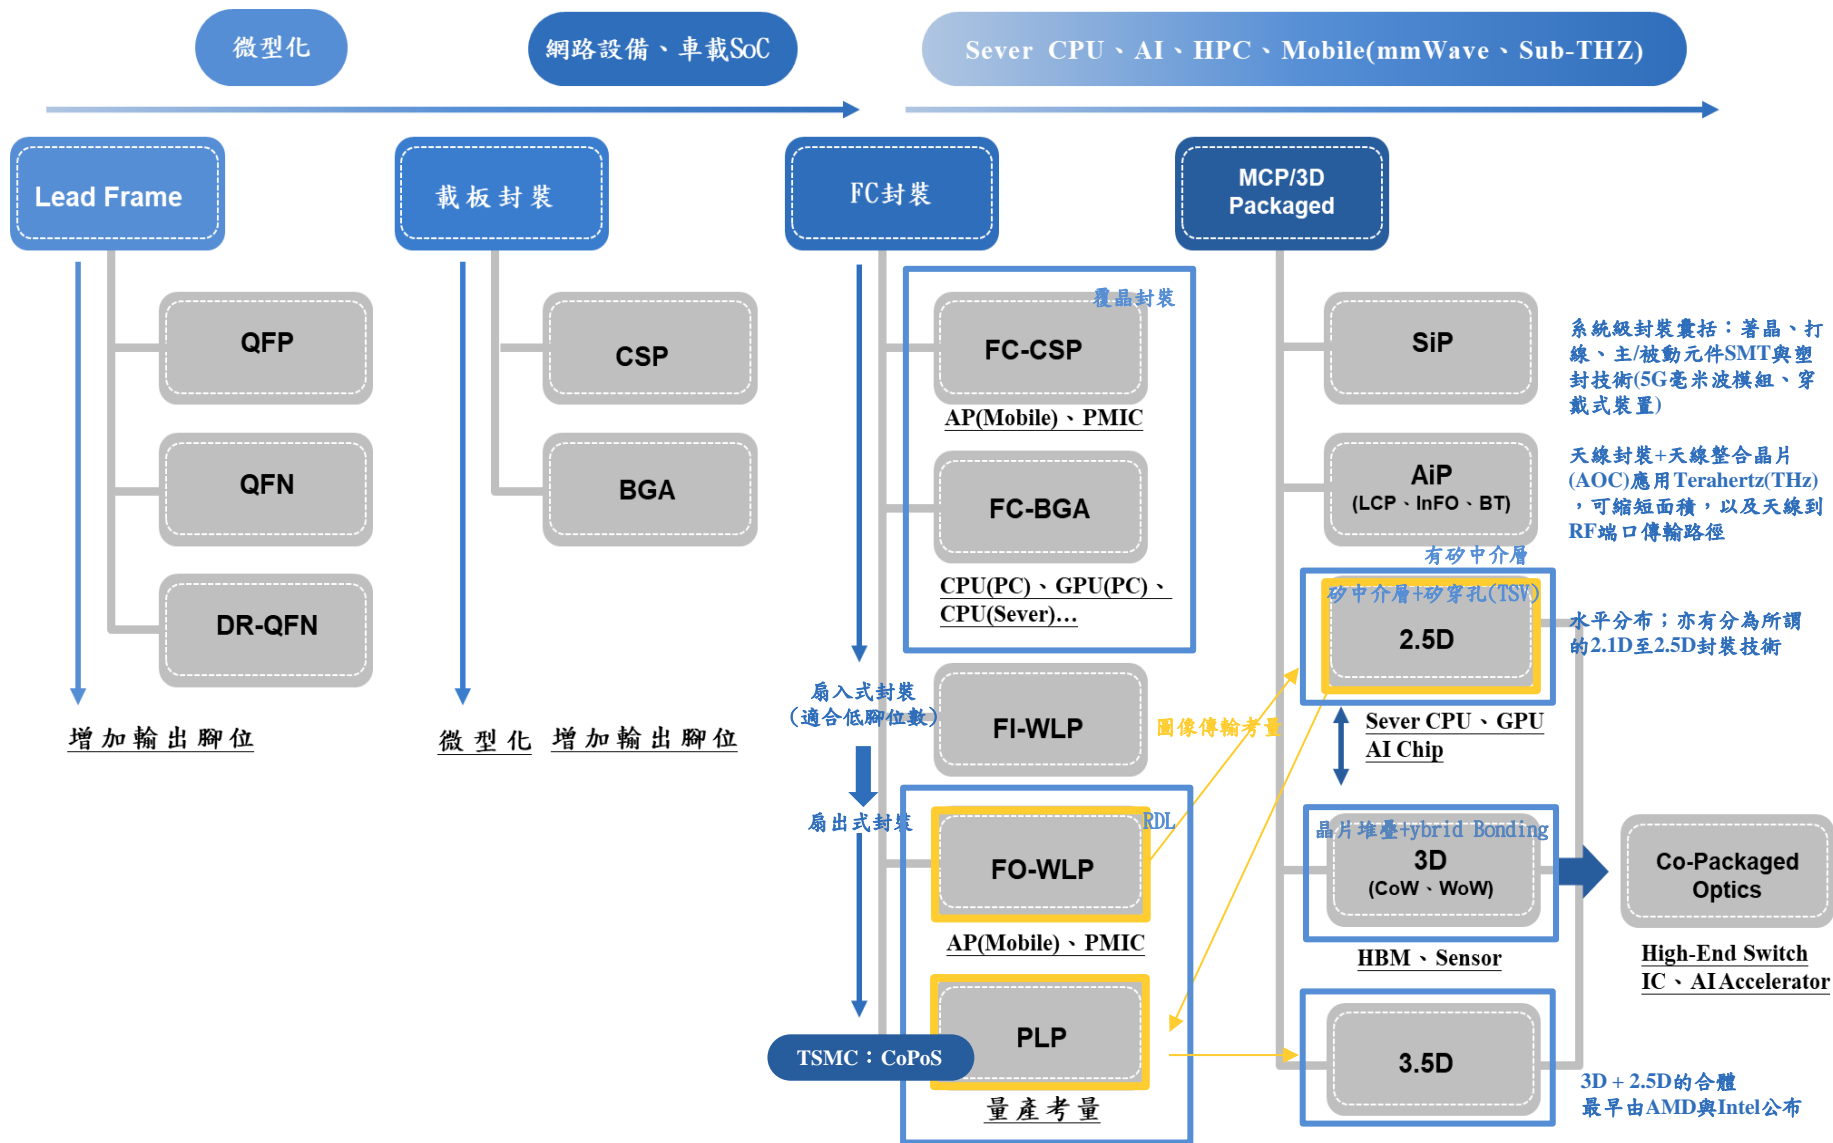 微型化
網路設備、車載SoC
Sever CPU、AI、HPC、Mobile(mmWave、Sub-THZ)
Lead Frame
QFP
QFN
DR-QFN
增加輸出腳位
載板封裝
CSP
BGA
微型化 增加輸出腳位
FC封裝
覆晶封裝
FC-CSP
AP(Mobile)、PMIC
FC-BGA
CPU(PC)、GPU(PC)、
CPU(Sever)…
扇入式封裝
(適合低腳位數)
FI-WLP
圖像傳輸考量
扇出式封裝
RDL
FO-WLP
AP(Mobile)、PMIC
PLP
TSMC：CoPoS
量產考量
MCP/3D
Packaged
SiP
系統級封裝囊括：著晶、打
線、主/被動元件SMT與塑
封技術(5G毫米波模組、穿
戴式裝置)
AiP
(LCP、InFO、BT)
天線封裝+天線整合晶片
(AOC)應用Terahertz(THz)
，可縮短面積，以及天線到
RF端口傳輸路徑
有矽中介層
矽中介層+矽穿孔(TSV)
2.5D
水平分布；亦有分為所謂
的2.1D至2.5D封裝技術
Sever CPU、GPU
AI Chip
晶片堆疊+ybrid Bonding
3D
(CoW、WoW)
HBM、Sensor
Co-Packaged
Optics
High-End Switch
IC、AI Accelerator
3.5D
3D + 2.5D的合體
最早由AMD與Intel公布